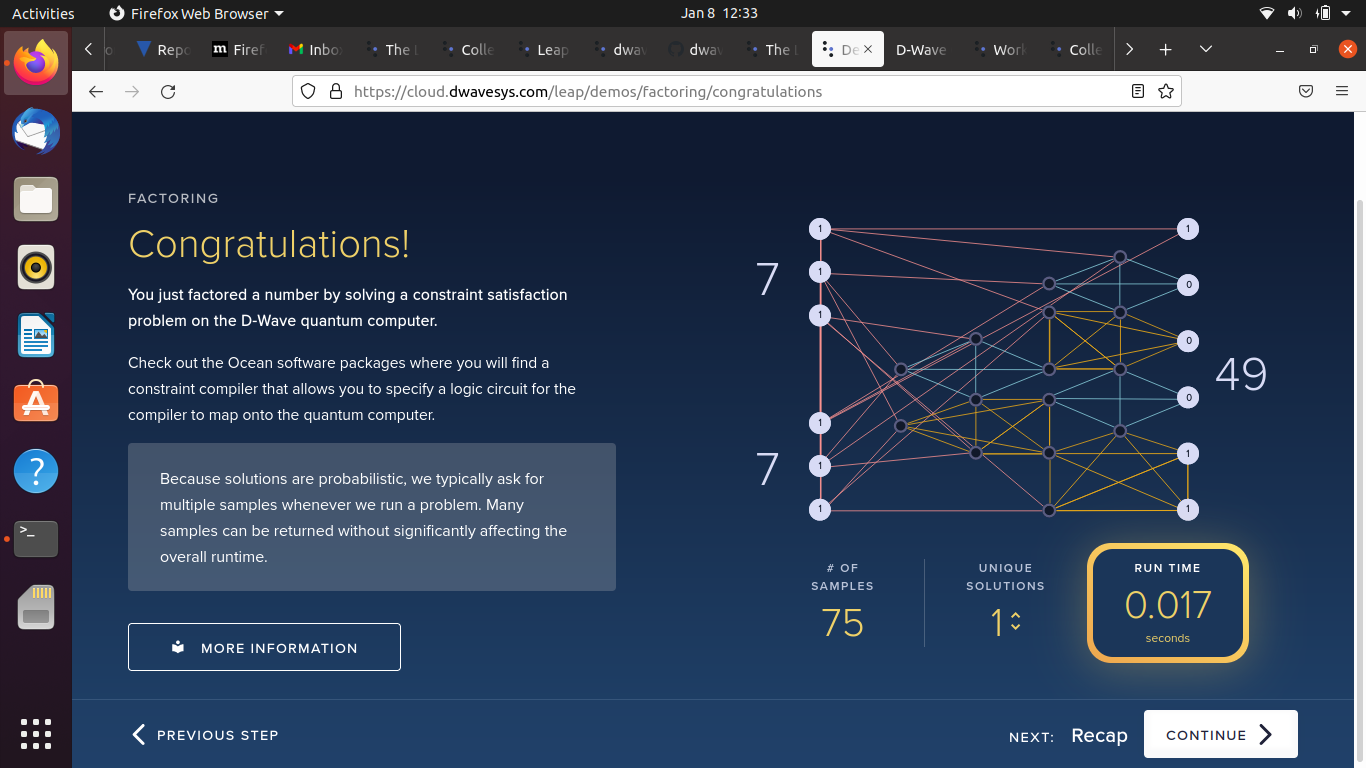 Activities
Firefox Web Browser
Jan 8 12:33
Repo
Firef
Inbo
The L
Colle
Leap
dwav
dwav
The L
De
D-Wave
Work
Colle
https://cloud.dwavesys.com/leap/demos/factoring/congratulations
FACTORING
Congratulations!
You just factored a number by solving a constraint satisfaction
problem on the D-Wave quantum computer.
Check out the Ocean software packages where you will find a
constraint compiler that allows you to specify a logic circuit for the
compiler to map onto the quantum computer.
Because solutions are probabilistic, we typically ask for
multiple samples whenever we run a problem. Many
samples can be returned without significantly affecting the
overall runtime.
MORE INFORMATION
7
1
1
1
7
1
1
1
1
0
0
0
1
1
49
# OF
SAMPLES
75
UNIQUE
SOLUTIONS
1
RUN TIME
0.017
seconds
PREVIOUS STEP
NEXT: Recap
CONTINUE